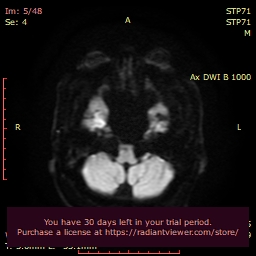 Im: 5/48
Se: 4
A
STP71
STP71
M
Ax DWI B 1000
R
L
You have 30 days left in your trial period.
Purchase a license at https://radiantviewer.com/store/